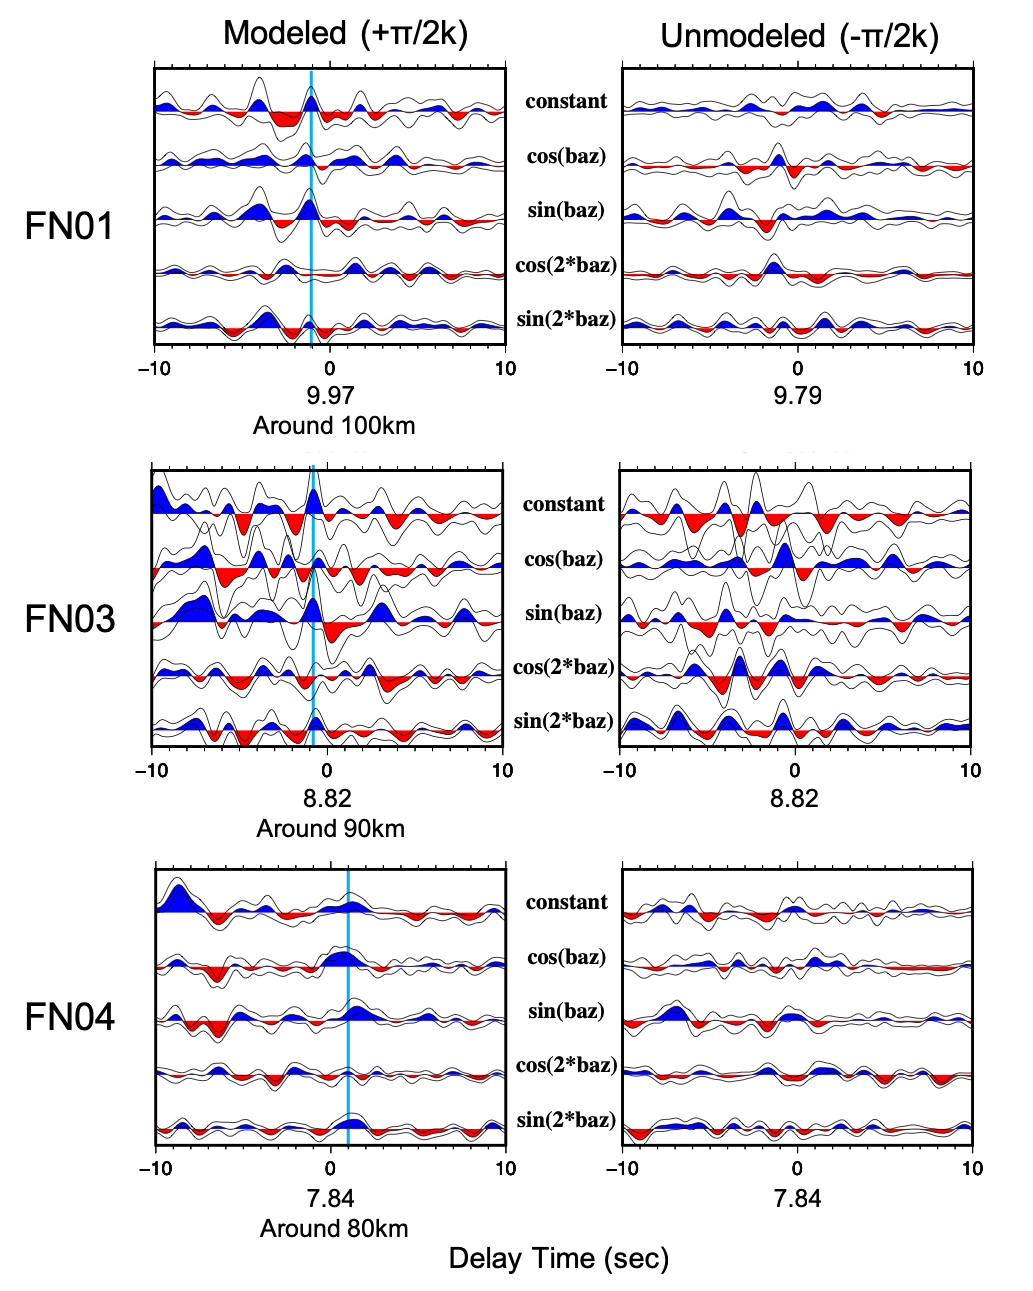 Modeled (+π/2k)
Unmodeled (-π/2k)
FN01
constant
cos(baz)
sin(baz)
cos(2*baz)
sin(2*baz)
−10 0 10
−10 0 10
9.97
9.79
Around 100km
FN03
constant
cos(baz)
sin(baz)
cos(2*baz)
sin(2*baz)
−10 0 10
−10 0 10
8.82
8.82
Around 90km
FN04
constant
cos(baz)
sin(baz)
cos(2*baz)
sin(2*baz)
−10 0 10
−10 0 10
7.84
7.84
Around 80km
Delay Time (sec)